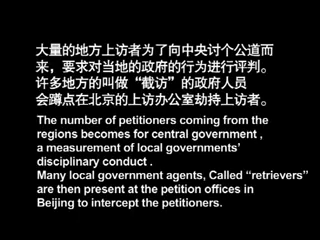 大量的地方上访者为了向中央讨个公道而
来，要求对当地的政府的行为进行评判。
许多地方的叫做“截访”的政府人员
会蹲点在北京的上访办公室劫持上访者。
The number of petitioners coming from the
regions becomes for central government ,
a measurement of local governments’
disciplinary conduct .
Many local government agents, Called “retrievers”
are then present at the petition offices in
Beijing to intercept the petitioners.